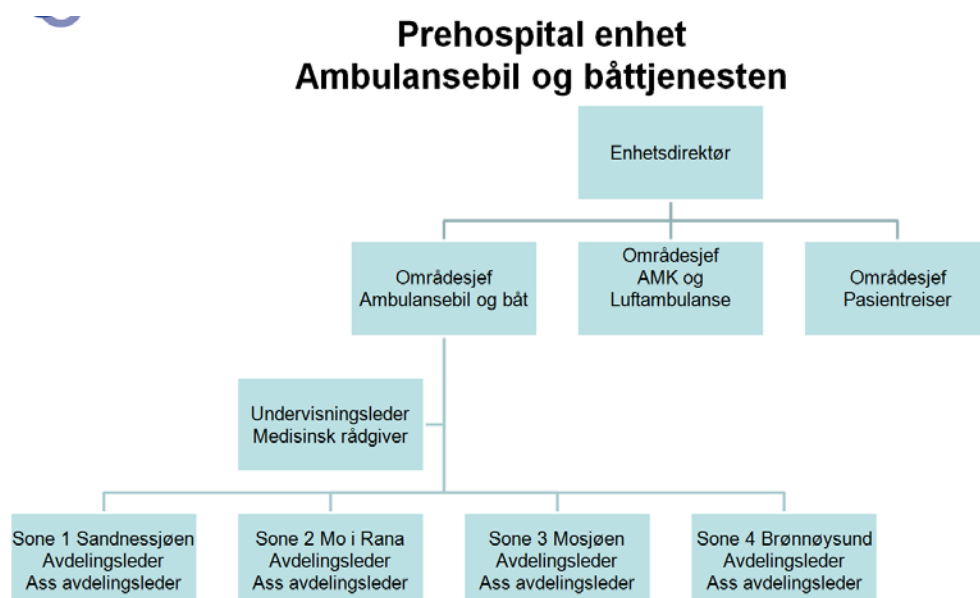 Prehospital enhet
Ambulansebil og båttjenesten
Enhetsdirektør
Områdesjef
Ambulansebil og båt
Områdesjef
AMK og
Luftambulanse
Områdesjef
Pasientreiser
Undervisningsleder
Medisinsk rådgiver
Sone 1 Sandnessjøen
Avdelingsleder
Ass avdelingsleder
Sone 2 Mo i Rana
Avdelingsleder
Ass avdelingsleder
Sone 3 Mosjøen
Avdelingsleder
Ass avdelingsleder
Sone 4 Brønnøysund
Avdelingsleder
Ass avdelingsleder